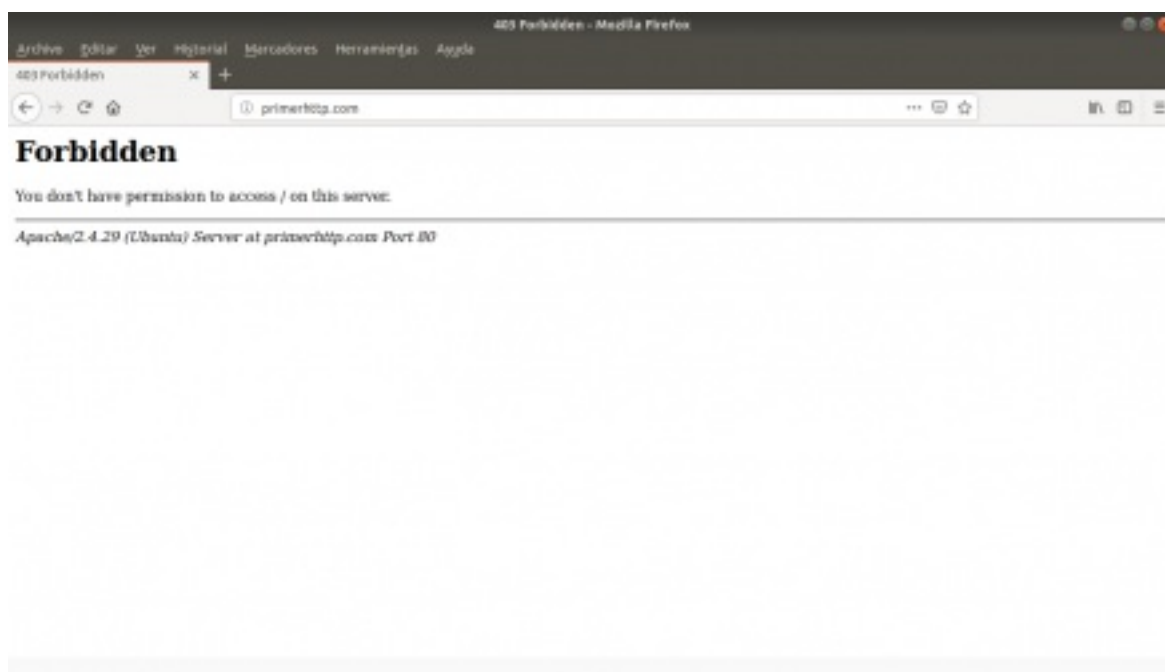 403 Forbidden - Mozilla Firefox
Archivo Editar Ver Historial Marcadores Herramientas Ayuda
403 Forbidden × +
primerhttp.com
Forbidden
You don't have permission to access / on this server.
Apache/2.4.29 (Ubuntu) Server at primerhttp.com Port 80